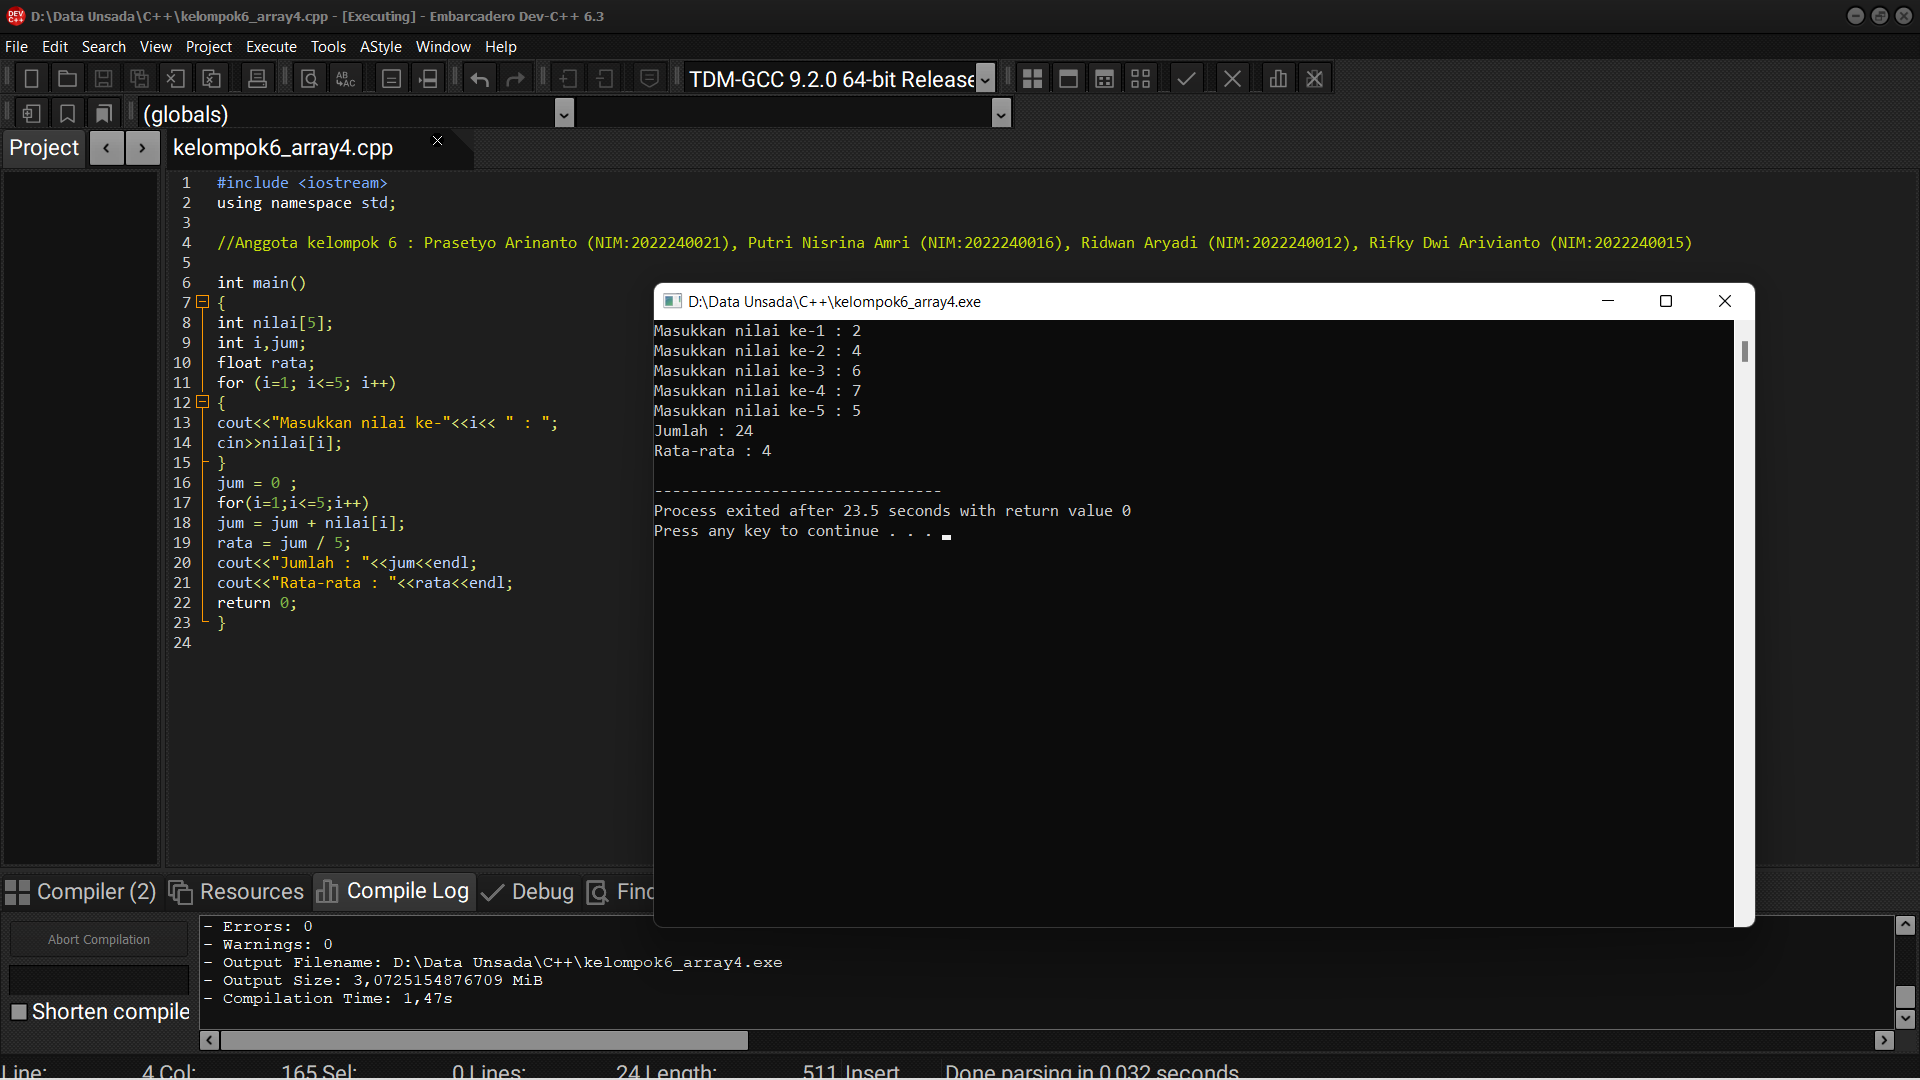 D:\Data Unsada\C++\kelompok6_array4.cpp - [Executing] - Embarcadero Dev-C++ 6.3
File Edit Search View Project Execute Tools AStyle Window Help
TDM-GCC 9.2.0 64-bit Release
(globals)
Project
kelompok6_array4.cpp
1 #include <iostream>
2 using namespace std;
3
4 //Anggota kelompok 6 : Prasetyo Arinanto (NIM:2022240021), Putri Nisrina Amri (NIM:2022240016), Ridwan Aryadi (NIM:2022240012), Rifky Dwi Arivianto (NIM:2022240015)
5
6 int main()
7 {
8 int nilai[5];
9 int i,jum;
10 float rata;
11 for (i=1; i<=5; i++)
12 {
13 cout<<"Masukkan nilai ke-"<<i<< " : ";
14 cin>>nilai[i];
15 }
16 jum = 0 ;
17 for(i=1;i<=5;i++)
18 jum = jum + nilai[i];
19 rata = jum / 5;
20 cout<<"Jumlah : "<<jum<<endl;
21 cout<<"Rata-rata : "<<rata<<endl;
22 return 0;
23 }
24
D:\Data Unsada\C++\kelompok6_array4.exe
Masukkan nilai ke-1 : 2
Masukkan nilai ke-2 : 4
Masukkan nilai ke-3 : 6
Masukkan nilai ke-4 : 7
Masukkan nilai ke-5 : 5
Jumlah : 24
Rata-rata : 4
--------------------------------
Process exited after 23.5 seconds with return value 0
Press any key to continue . . .
Compiler (2) Resources Compile Log Debug Find
Abort Compilation
Shorten compile
- Errors: 0
- Warnings: 0
- Output Filename: D:\Data Unsada\C++\kelompok6_array4.exe
- Output Size: 3,0725154876709 MiB
- Compilation Time: 1,47s
Line: 4 Col: 165 Sel: 0 Lines: 24 Length: 511 Insert Done parsing in 0,032 seconds